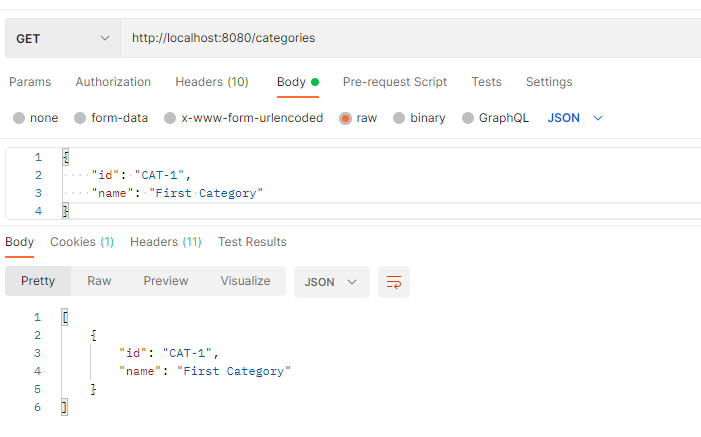 GET http://localhost:8080/categories
Params Authorization Headers (10) Body Pre-request Script Tests Settings
none form-data x-www-form-urlencoded raw binary GraphQL JSON
1 {
2 "id": "CAT-1",
3 "name": "First Category"
4 }
Body Cookies (1) Headers (11) Test Results
Pretty Raw Preview Visualize JSON
1 [
2 {
3 "id": "CAT-1",
4 "name": "First Category"
5 }
6 ]